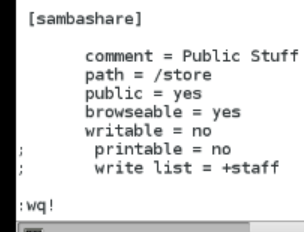 [sambashare]
comment = Public Stuff
path = /store
public = yes
browseable = yes
writable = no
; printable = no
; write list = +staff
:wq!